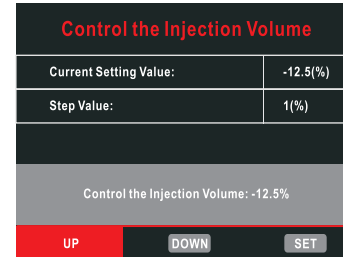 Control the Injection Volume
Current Setting Value: -12.5(%)
Step Value: 1(%)
Control the Injection Volume: -12.5%
UP DOWN SET